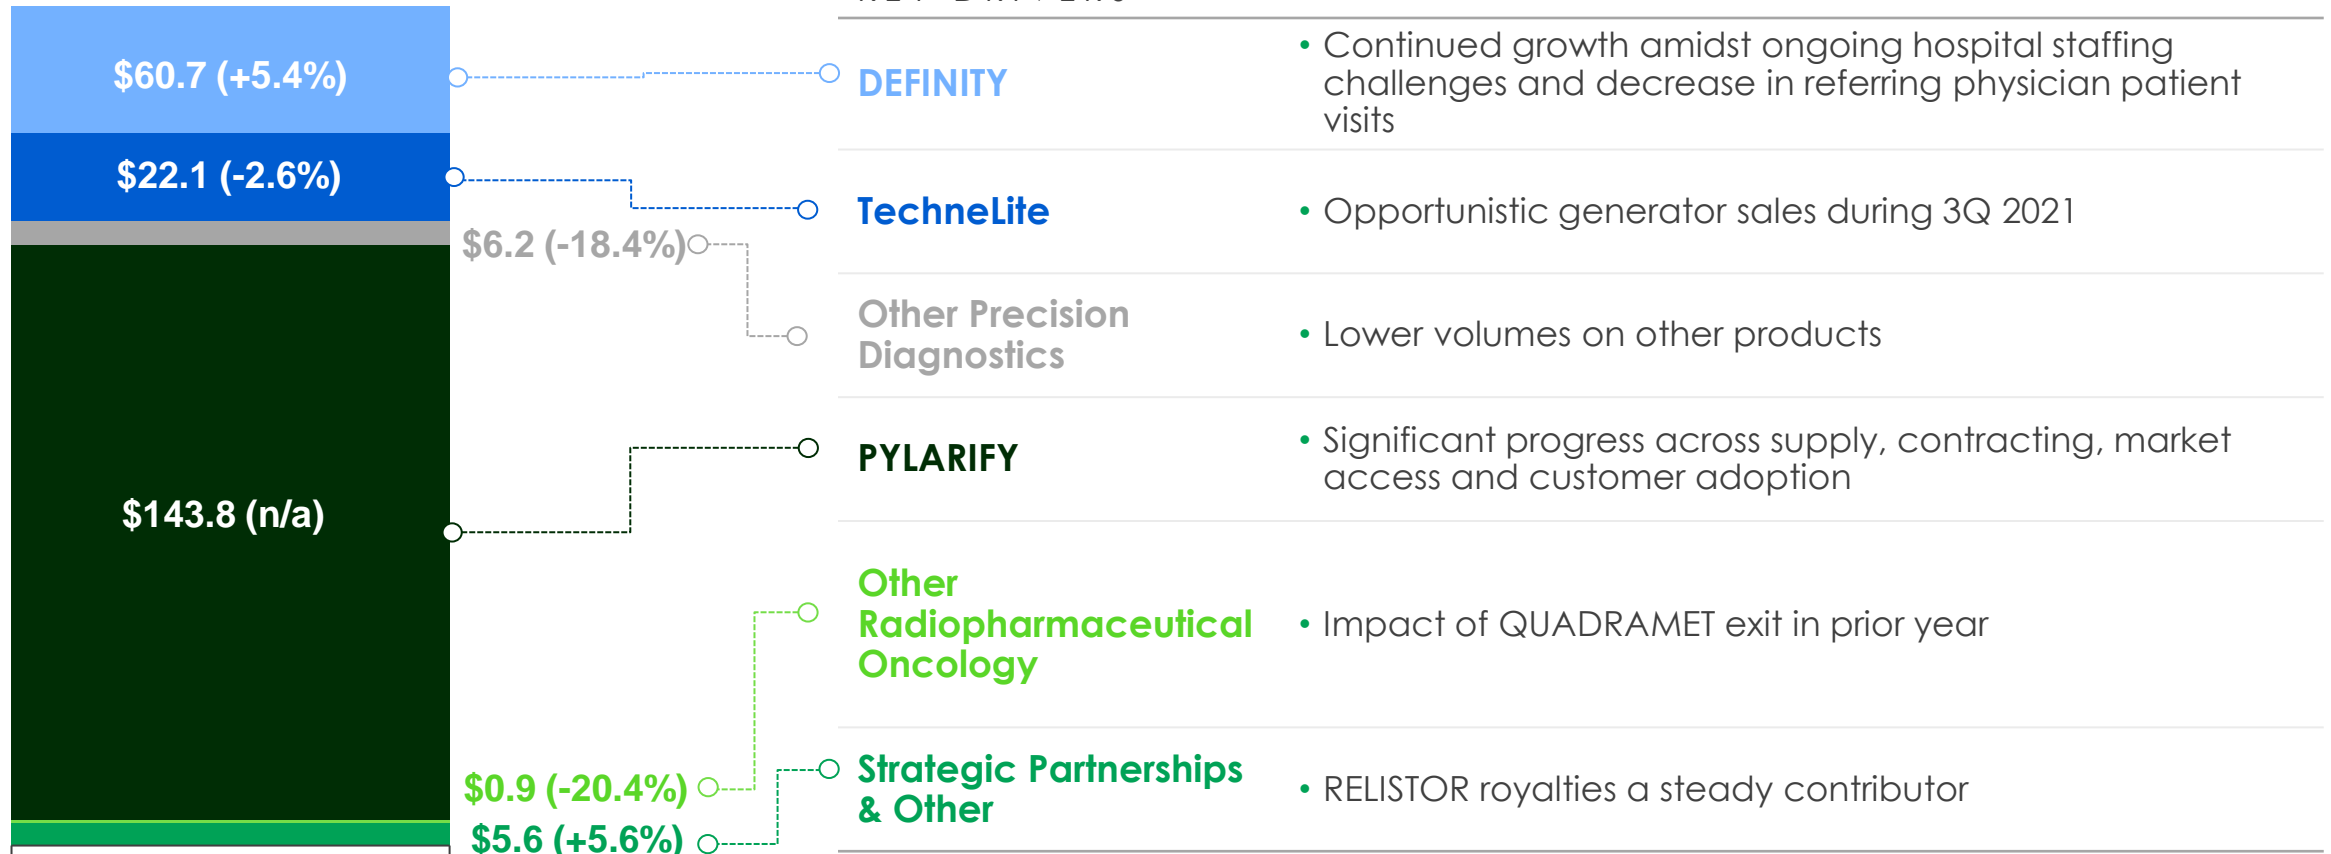 $60.7 (+5.4%)
DEFINITY
• Continued growth amidst ongoing hospital staffing
challenges and decrease in referring physician patient
visits
$22.1 (-2.6%)
TechneLite
• Opportunistic generator sales during 3Q 2021
$6.2 (-18.4%)
Other Precision
Diagnostics
• Lower volumes on other products
$143.8 (n/a)
PYLARIFY
• Significant progress across supply, contracting, market
access and customer adoption
$0.9 (-20.4%)
Other
Radiopharmaceutical
Oncology
• Impact of QUADRAMET exit in prior year
$5.6 (+5.6%)
Strategic Partnerships
& Other
• RELISTOR royalties a steady contributor